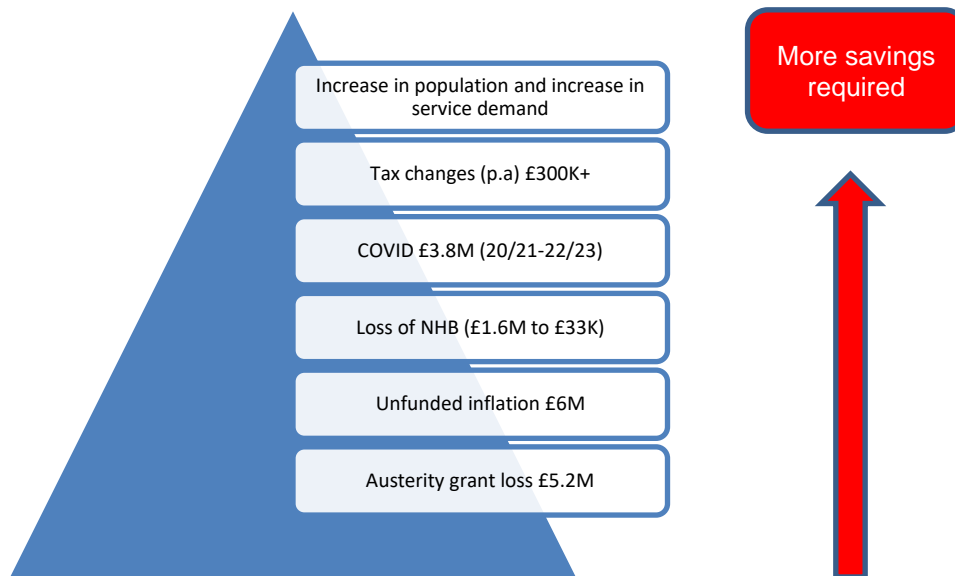 More savings
required
Increase in population and increase in
service demand
Tax changes (p.a) £300K+
COVID £3.8M (20/21-22/23)
Loss of NHB (£1.6M to £33K)
Unfunded inflation £6M
Austerity grant loss £5.2M